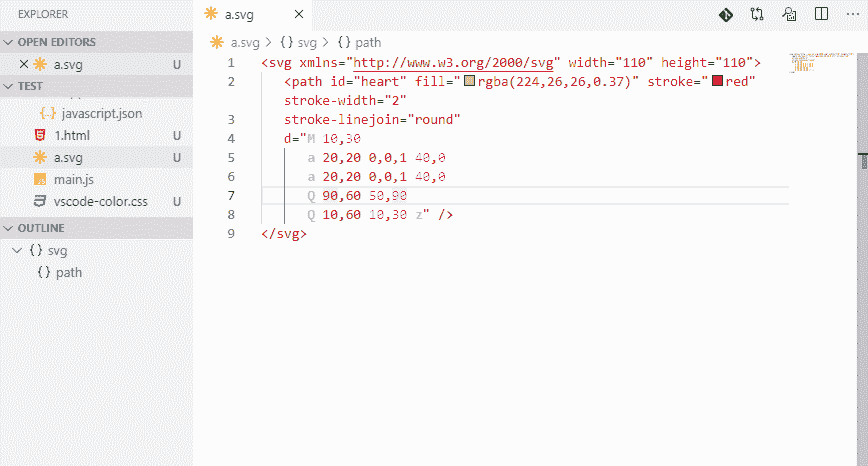 EXPLORER
a.svg
OPEN EDITORS
a.svg U
TEST
javascript.json
1.html U
a.svg U
main.js
vscode-color.css U
OUTLINE
{} svg
{} path
a.svg > {} svg > {} path
1 <svg xmlns="http://www.w3.org/2000/svg" width="110" height="110">
2 <path id="heart" fill="rgba(224,26,26,0.37)" stroke="red"
stroke-width="2"
3 stroke-linejoin="round"
4 d="M 10,30
5 a 20,20 0,0,1 40,0
6 a 20,20 0,0,1 40,0
7 Q 90,60 50,90
8 Q 10,60 10,30 z" />
9 </svg>